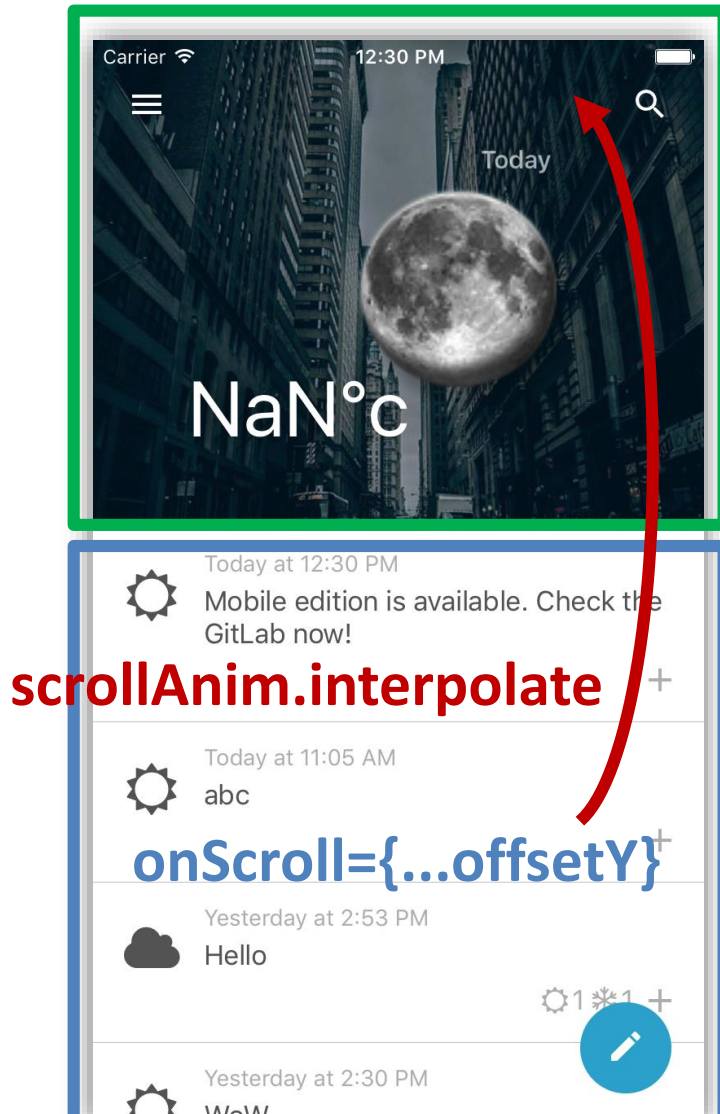 Carrier 12:30 PM
Today
NaN°c
Today at 12:30 PM
Mobile edition is available. Check the
GitLab now!
scrollAnim.interpolate
Today at 11:05 AM
abc
onScroll={...offsetY}
Yesterday at 2:53 PM
Hello
1 1
Yesterday at 2:30 PM
WoW